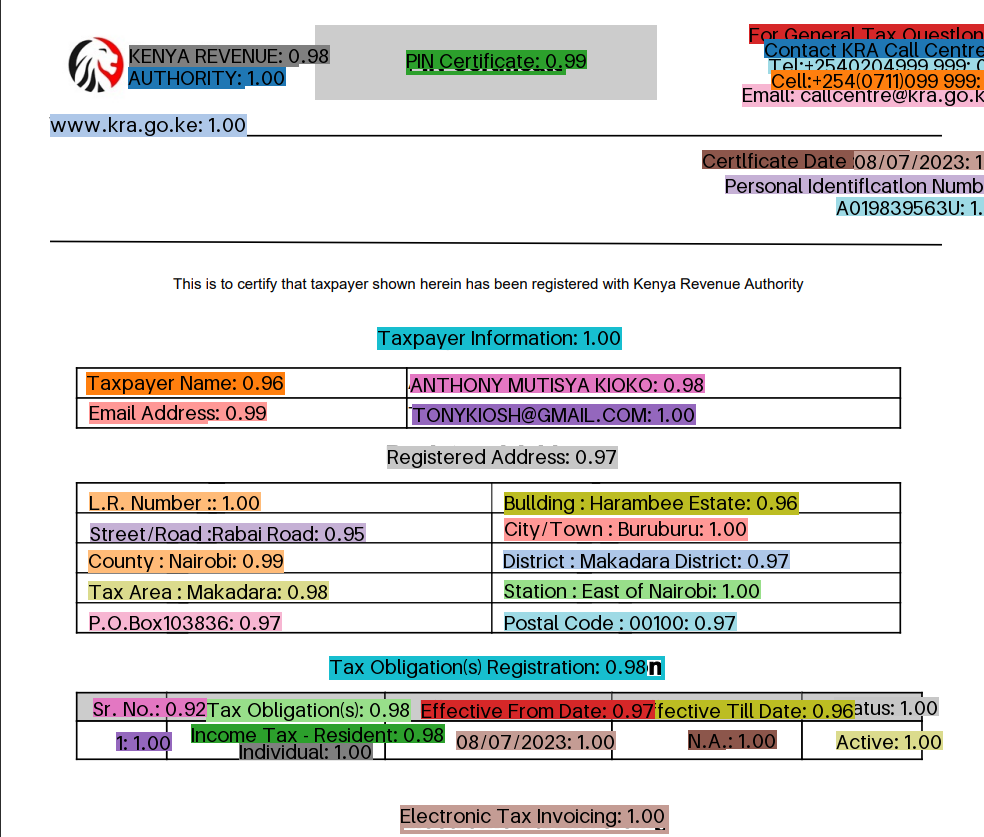 For General Tax Question
KENYA REVENUE: 0.98
PIN Certificate: 0.99
Contact KRA Call Centre
AUTHORITY: 1.00
Tel:+2540204999 999:
Cell:+254(0711)099 999:
Email: callcentre@kra.go.k
www.kra.go.ke: 1.00
Certlficate Date :08/07/2023: 1
Personal Identiflcatlon Numb
A019839563U: 1.
This is to certify that taxpayer shown herein has been registered with Kenya Revenue Authority
Taxpayer Information: 1.00
Taxpayer Name: 0.96 ANTHONY MUTISYA KIOKO: 0.98
Email Address: 0.99 TONYKIOSH@GMAIL.COM: 1.00
Registered Address: 0.97
L.R. Number :: 1.00 Bullding : Harambee Estate: 0.96
Street/Road :Rabai Road: 0.95 City/Town : Buruburu: 1.00
County : Nairobi: 0.99 District : Makadara District: 0.97
Tax Area : Makadara: 0.98 Station : East of Nairobi: 1.00
P.O.Box103836: 0.97 Postal Code : 00100: 0.97
Tax Obligation(s) Registration: 0.98n
Sr. No.: 0.92 Tax Obligation(s): 0.98 Effective From Date: 0.97 ffective Till Date: 0.96 atus: 1.00
1: 1.00 Income Tax - Resident: 0.98 08/07/2023: 1.00 N.A.: 1.00 Active: 1.00
Individual: 1.00
Electronic Tax Invoicing: 1.00